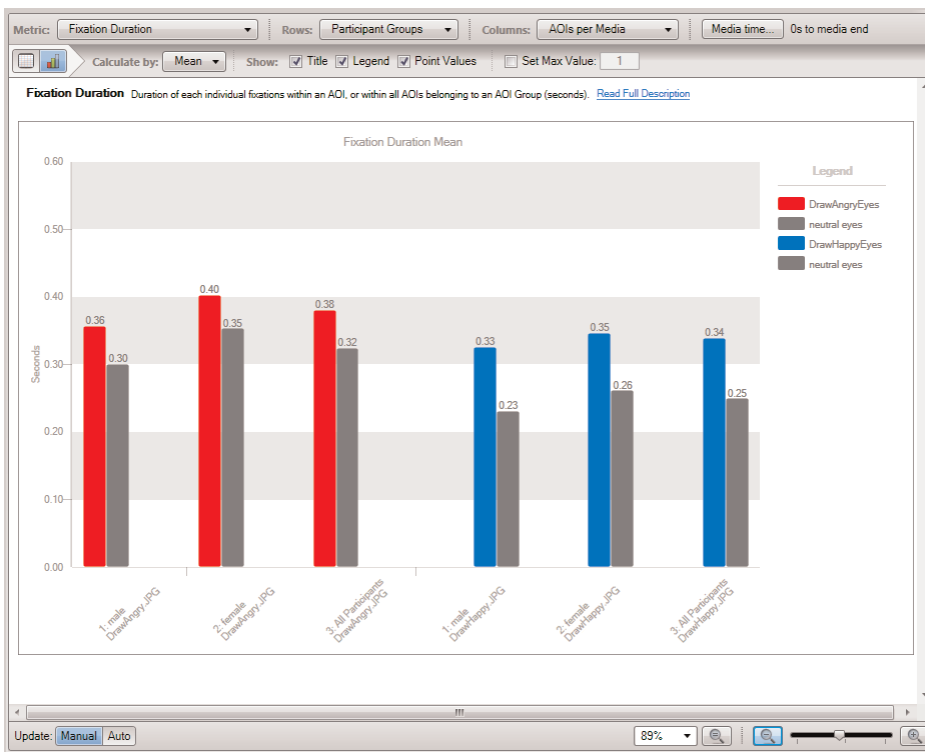 Metric: Fixation Duration Rows: Participant Groups Columns: AOIs per Media Media time... 0s to media end
Calculate by: Mean Show: Title Legend Point Values Set Max Value: 1
Fixation Duration Duration of each individual fixations within an AOI, or within all AOIs belonging to an AOI Group (seconds). Read Full Description
Fixation Duration Mean
0.60
0.50
0.40
0.30
0.20
0.10
0.00
Seconds
0.36
0.30
0.40
0.35
0.38
0.32
0.33
0.23
0.35
0.26
0.34
0.25
1: male
DrawAngry.JPG
2: female
DrawAngry.JPG
3: All Participants
DrawAngry.JPG
1: male
DrawHappy.JPG
2: female
DrawHappy.JPG
3: All Participants
DrawHappy.JPG
Legend
DrawAngryEyes
neutral eyes
DrawHappyEyes
neutral eyes
Update: Manual Auto 89%